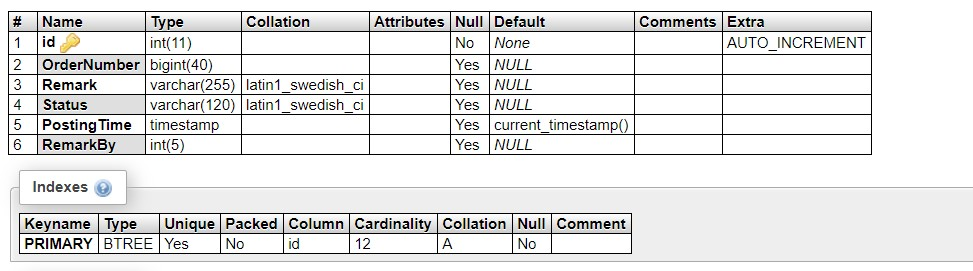 # Name Type Collation Attributes Null Default Comments Extra
1 id int(11) No None AUTO_INCREMENT
2 OrderNumber bigint(40) Yes NULL
3 Remark varchar(255) latin1_swedish_ci Yes NULL
4 Status varchar(120) latin1_swedish_ci Yes NULL
5 PostingTime timestamp Yes current_timestamp()
6 RemarkBy int(5) Yes NULL
Indexes ?
Keyname Type Unique Packed Column Cardinality Collation Null Comment
PRIMARY BTREE Yes No id 12 A No